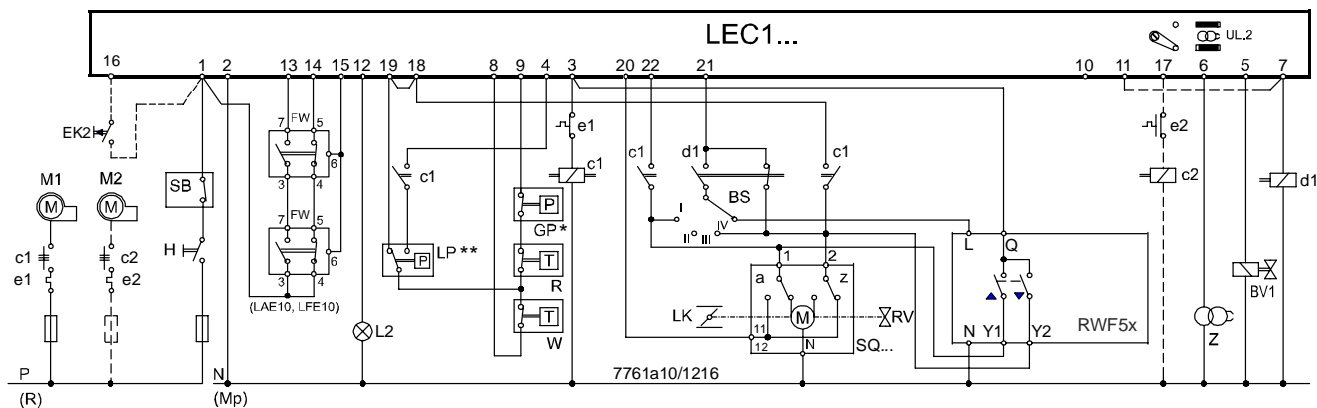 LEC1...
UL.2
16 1 2 13 14 15 12 19 18 8 9 4 3 20 22 21 10 11 17 6 5 7
EK2
7 FW 5
6
3 4
7 FW 5
6
3 4
(LAE10, LFE10)
M1 M2
M M
SB
H
c1 c2
e1 e2
L2
c1
LP**
P
P
GP*
T
R
T
W
e1
c1
c1 d1 c1
BS
I
II III IV
1 2
a z
LK
M
RV
11
12
N
SQ...
L Q
N Y1 Y2
RWF5x
e2
c2
Z
BV1
d1
P
(R)
N
(Mp)
7761a10/1216